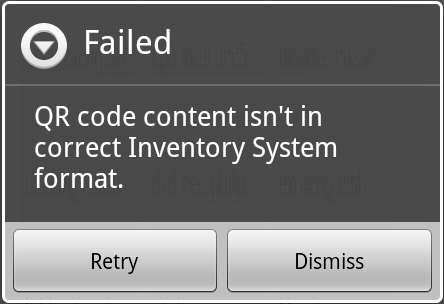 Failed
QR code content isn't in
correct Inventory System
format.
Retry
Dismiss